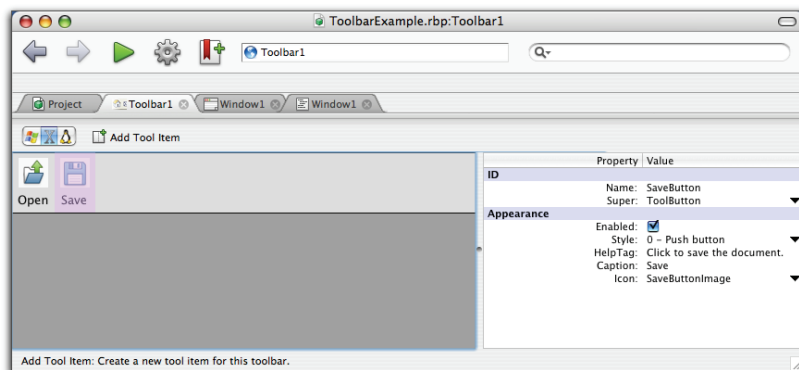 ToolbarExample.rbp:Toolbar1
Toolbar1
Project
Toolbar1
Window1
Window1
Add Tool Item
Open
Save
Property
Value
ID
Name: SaveButton
Super: ToolButton
Appearance
Enabled:
Style: 0 – Push button
HelpTag: Click to save the document.
Caption: Save
Icon: SaveButtonImage
Add Tool Item: Create a new tool item for this toolbar.